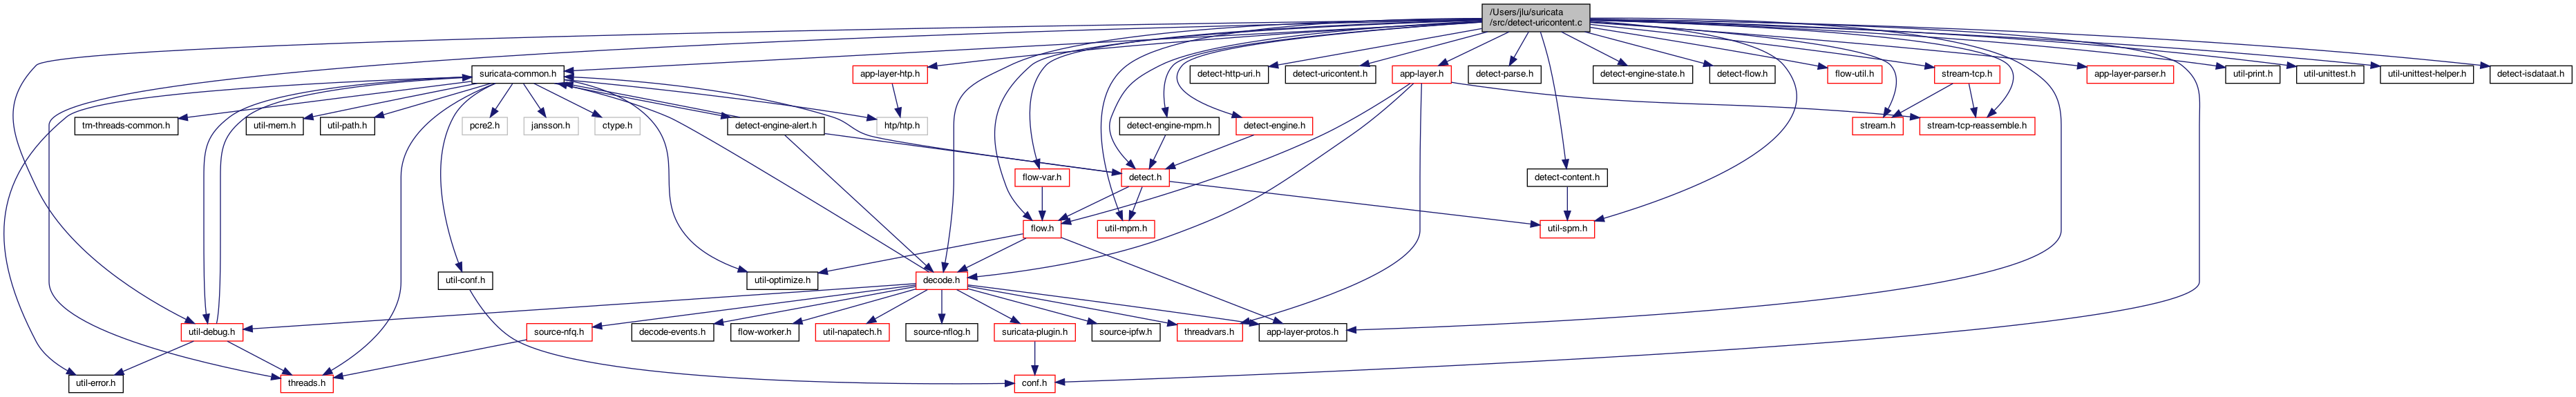 /Users/jlu/suricata
/src/detect-uricontent.c
suricata-common.h
app-layer-htp.h
detect-http-uri.h
detect-uricontent.h
app-layer.h
detect-parse.h
detect-engine-state.h
detect-flow.h
flow-util.h
stream-tcp.h
app-layer-parser.h
util-print.h
util-unittest.h
util-unittest-helper.h
detect-isdataat.h
tm-threads-common.h
util-mem.h
util-path.h
pcre2.h
jansson.h
ctype.h
detect-engine-alert.h
htp/htp.h
detect-engine-mpm.h
detect-engine.h
stream.h
stream-tcp-reassemble.h
flow-var.h
detect.h
detect-content.h
flow.h
util-mpm.h
util-spm.h
util-conf.h
util-optimize.h
decode.h
util-debug.h
source-nfq.h
decode-events.h
flow-worker.h
util-napatech.h
source-nflog.h
suricata-plugin.h
source-ipfw.h
threadvars.h
app-layer-protos.h
util-error.h
threads.h
conf.h